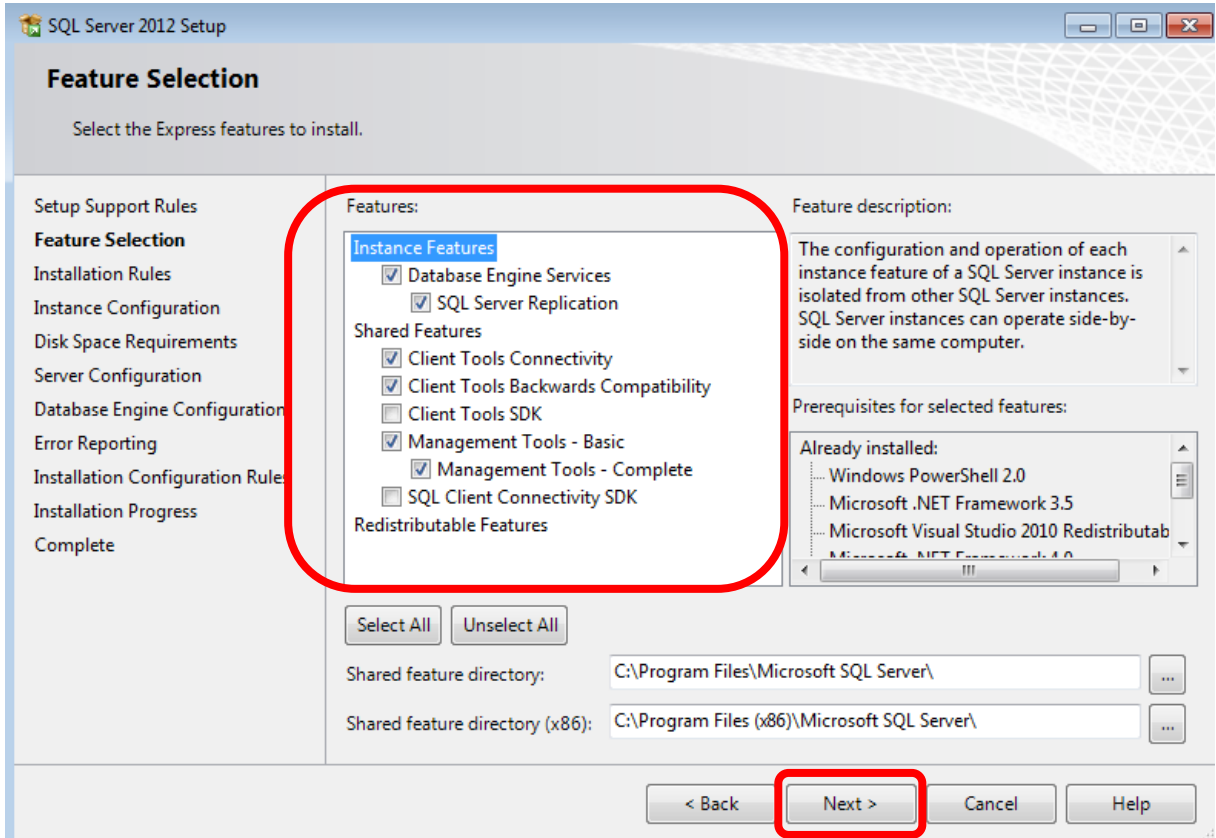 SQL Server 2012 Setup
Feature Selection
Select the Express features to install.
Setup Support Rules
Feature Selection
Installation Rules
Instance Configuration
Disk Space Requirements
Server Configuration
Database Engine Configuration
Error Reporting
Installation Configuration Rules
Installation Progress
Complete
Features:
Instance Features
Database Engine Services
SQL Server Replication
Shared Features
Client Tools Connectivity
Client Tools Backwards Compatibility
Client Tools SDK
Management Tools - Basic
Management Tools - Complete
SQL Client Connectivity SDK
Redistributable Features
Feature description:
The configuration and operation of each
instance feature of a SQL Server instance is
isolated from other SQL Server instances.
SQL Server instances can operate side-by-
side on the same computer.
Prerequisites for selected features:
Already installed:
Windows PowerShell 2.0
Microsoft .NET Framework 3.5
Microsoft Visual Studio 2010 Redistributab
Microsoft .NET Framework 4.0
Select All
Unselect All
Shared feature directory:
C:\Program Files\Microsoft SQL Server\
...
Shared feature directory (x86):
C:\Program Files (x86)\Microsoft SQL Server\
...
< Back
Next >
Cancel
Help